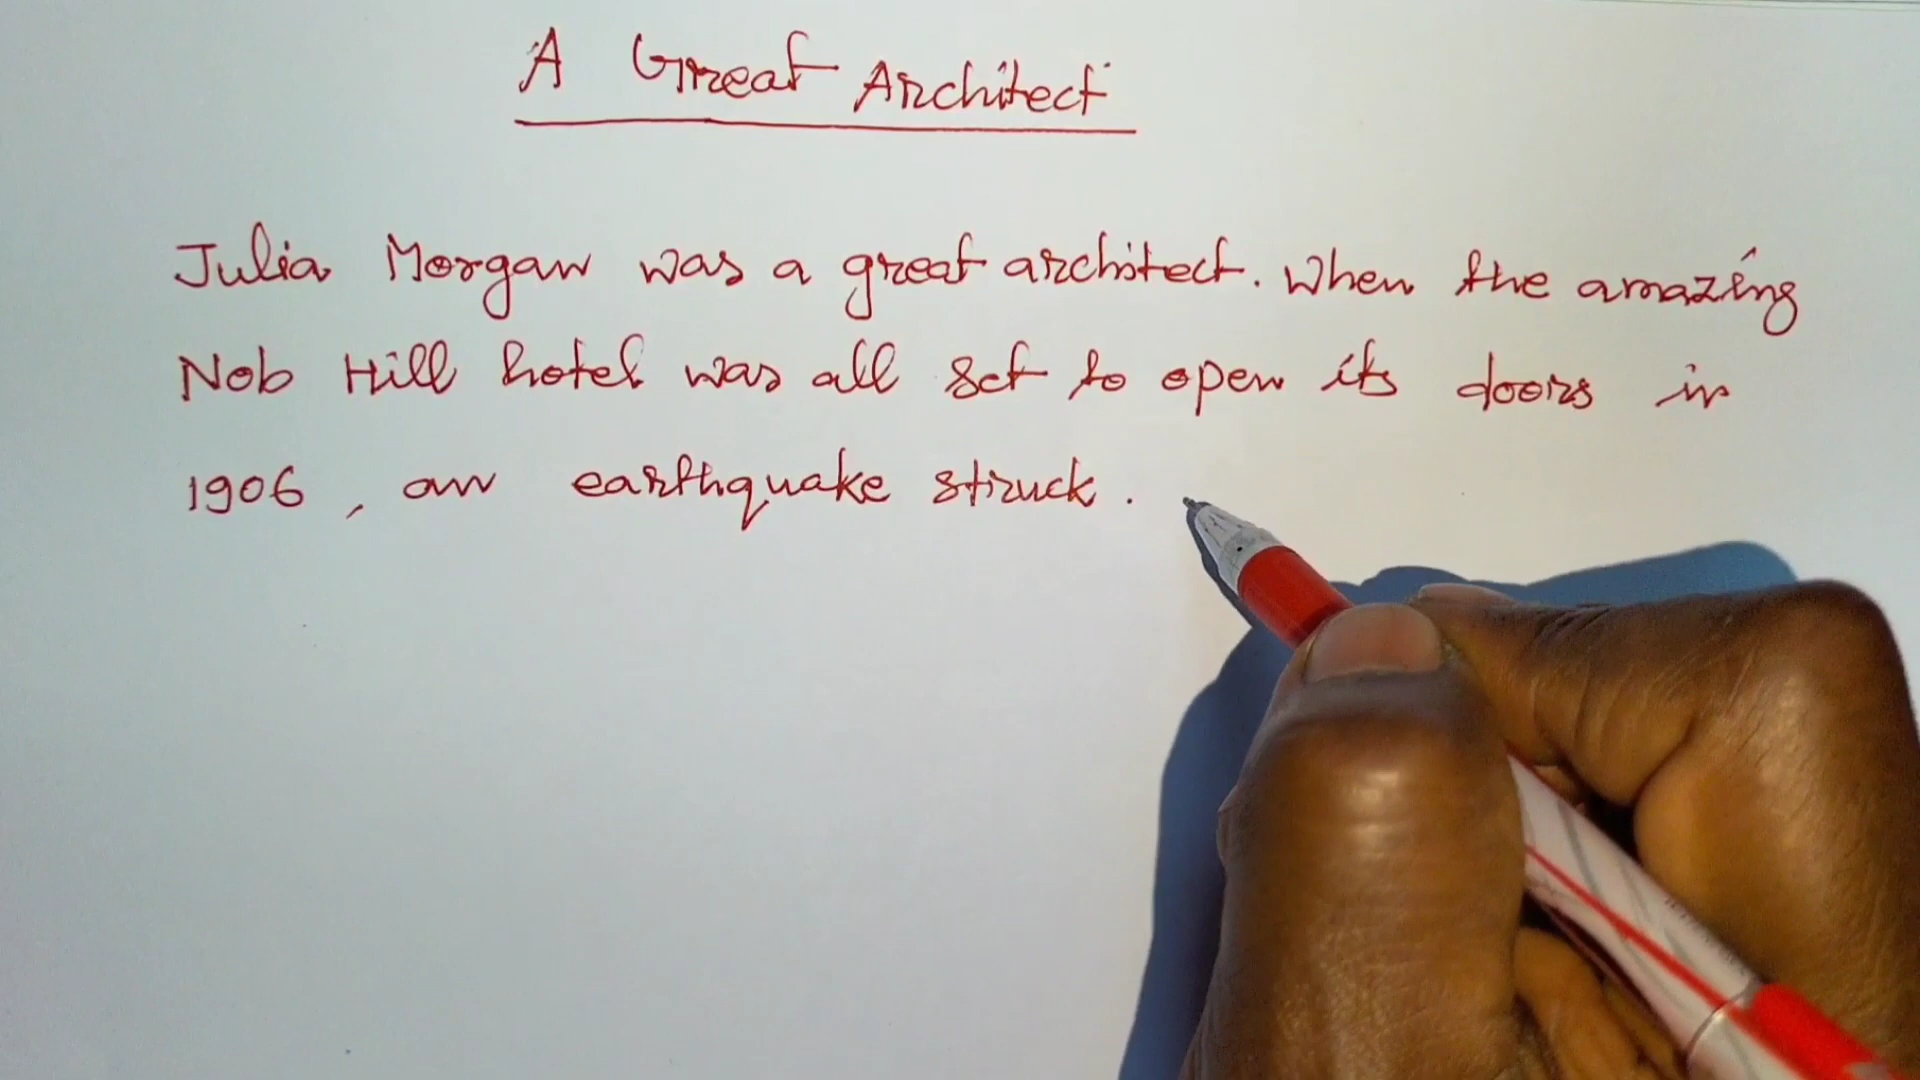 A Great Architect
Julia Morgan was a great architect. When the amazing
Nob Hill hotel was all set to open its doors in
1906, an earthquake struck.